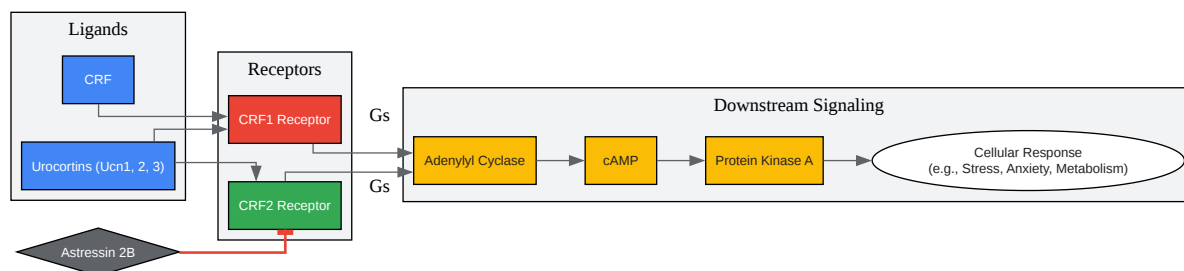 Ligands
CRF
Urocortins (Ucn1, 2, 3)
Astressin 2B
Receptors
CRF1 Receptor
CRF2 Receptor
Gs
Gs
Downstream Signaling
Adenylyl Cyclase
cAMP
Protein Kinase A
Cellular Response
(e.g., Stress, Anxiety, Metabolism)